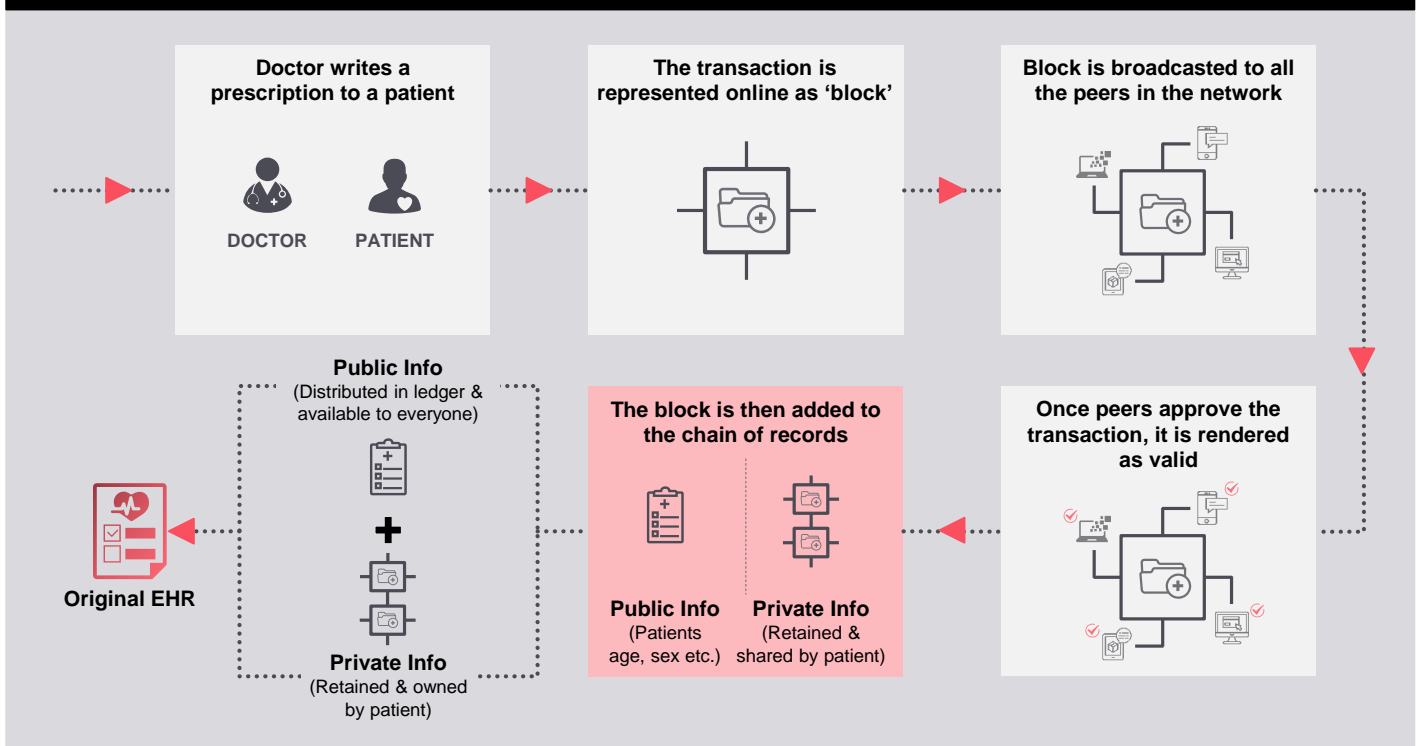 Doctor writes a
prescription to a patient
DOCTOR
PATIENT
The transaction is
represented online as ‘block’
Block is broadcasted to all
the peers in the network
Once peers approve the
transaction, it is rendered
as valid
The block is then added to
the chain of records
Public Info
(Patients
age, sex etc.)
Private Info
(Retained &
shared by patient)
Public Info
(Distributed in ledger &
available to everyone)
Private Info
(Retained & owned
by patient)
Original EHR